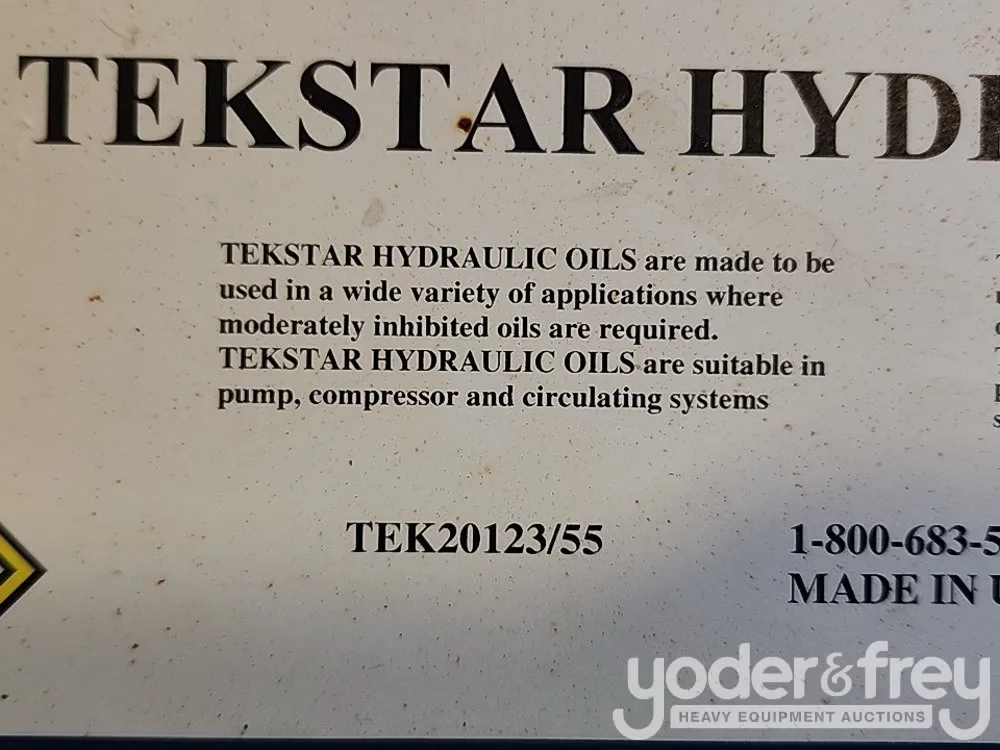 TEKSTAR HYD
TEKSTAR HYDRAULIC OILS are made to be
used in a wide variety of applications where
moderately inhibited oils are required.
TEKSTAR HYDRAULIC OILS are suitable in
pump, compressor and circulating systems
TEK20123/55
1-800-683-5
MADE IN
yoder&frey
HEAVY EQUIPMENT AUCTIONS